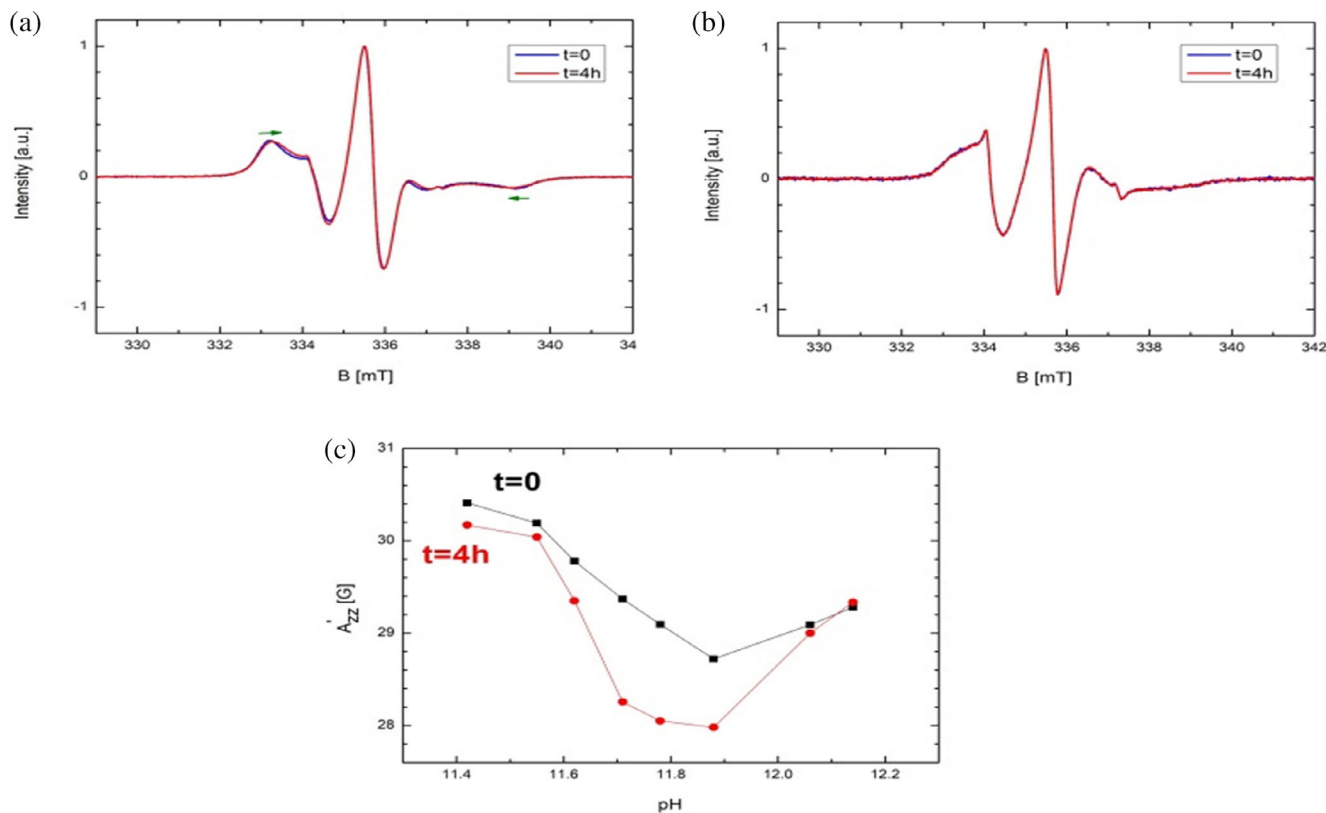 (a)
1
0
-1
Intensity [a.u.]
t=0
t=4h
330 332 334 336 338 340 34
B [mT]
(b)
1
0
-1
Intensity [a.u.]
t=0
t=4h
330 332 334 336 338 340 342
B [mT]
(c)
31
30
29
28
A'zz [G]
t=0
t=4h
11.4 11.6 11.8 12.0 12.2
pH